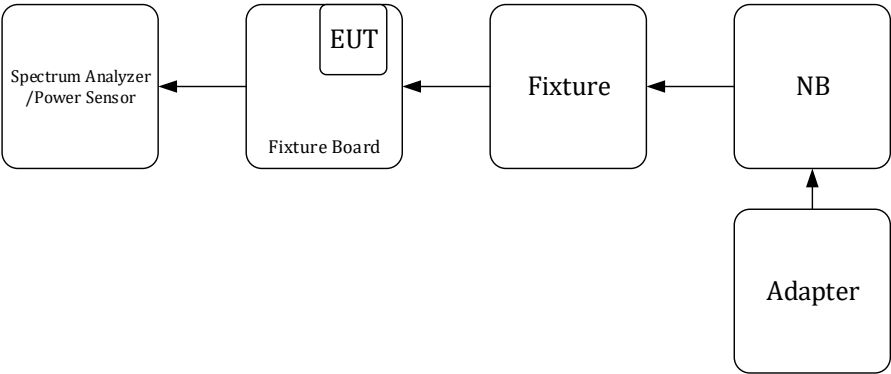 EUT
Spectrum Analyzer
/Power Sensor
Fixture Board
Fixture
NB
Adapter